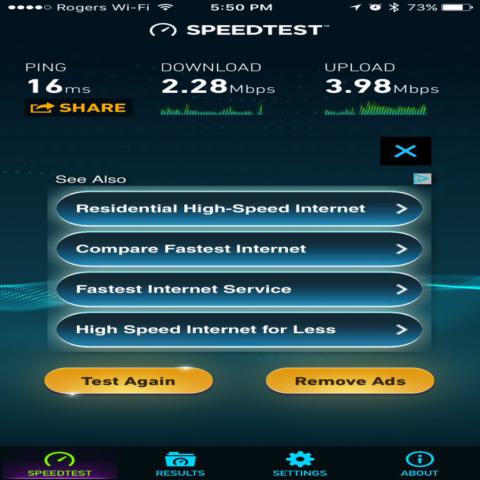 Rogers Wi-Fi 5:50 PM 73%
SPEEDTEST™
PING DOWNLOAD UPLOAD
16ms 2.28Mbps 3.98Mbps
SHARE
See Also
Residential High-Speed Internet
Compare Fastest Internet
Fastest Internet Service
High Speed Internet for Less
Test Again Remove Ads
SPEEDTEST RESULTS SETTINGS ABOUT